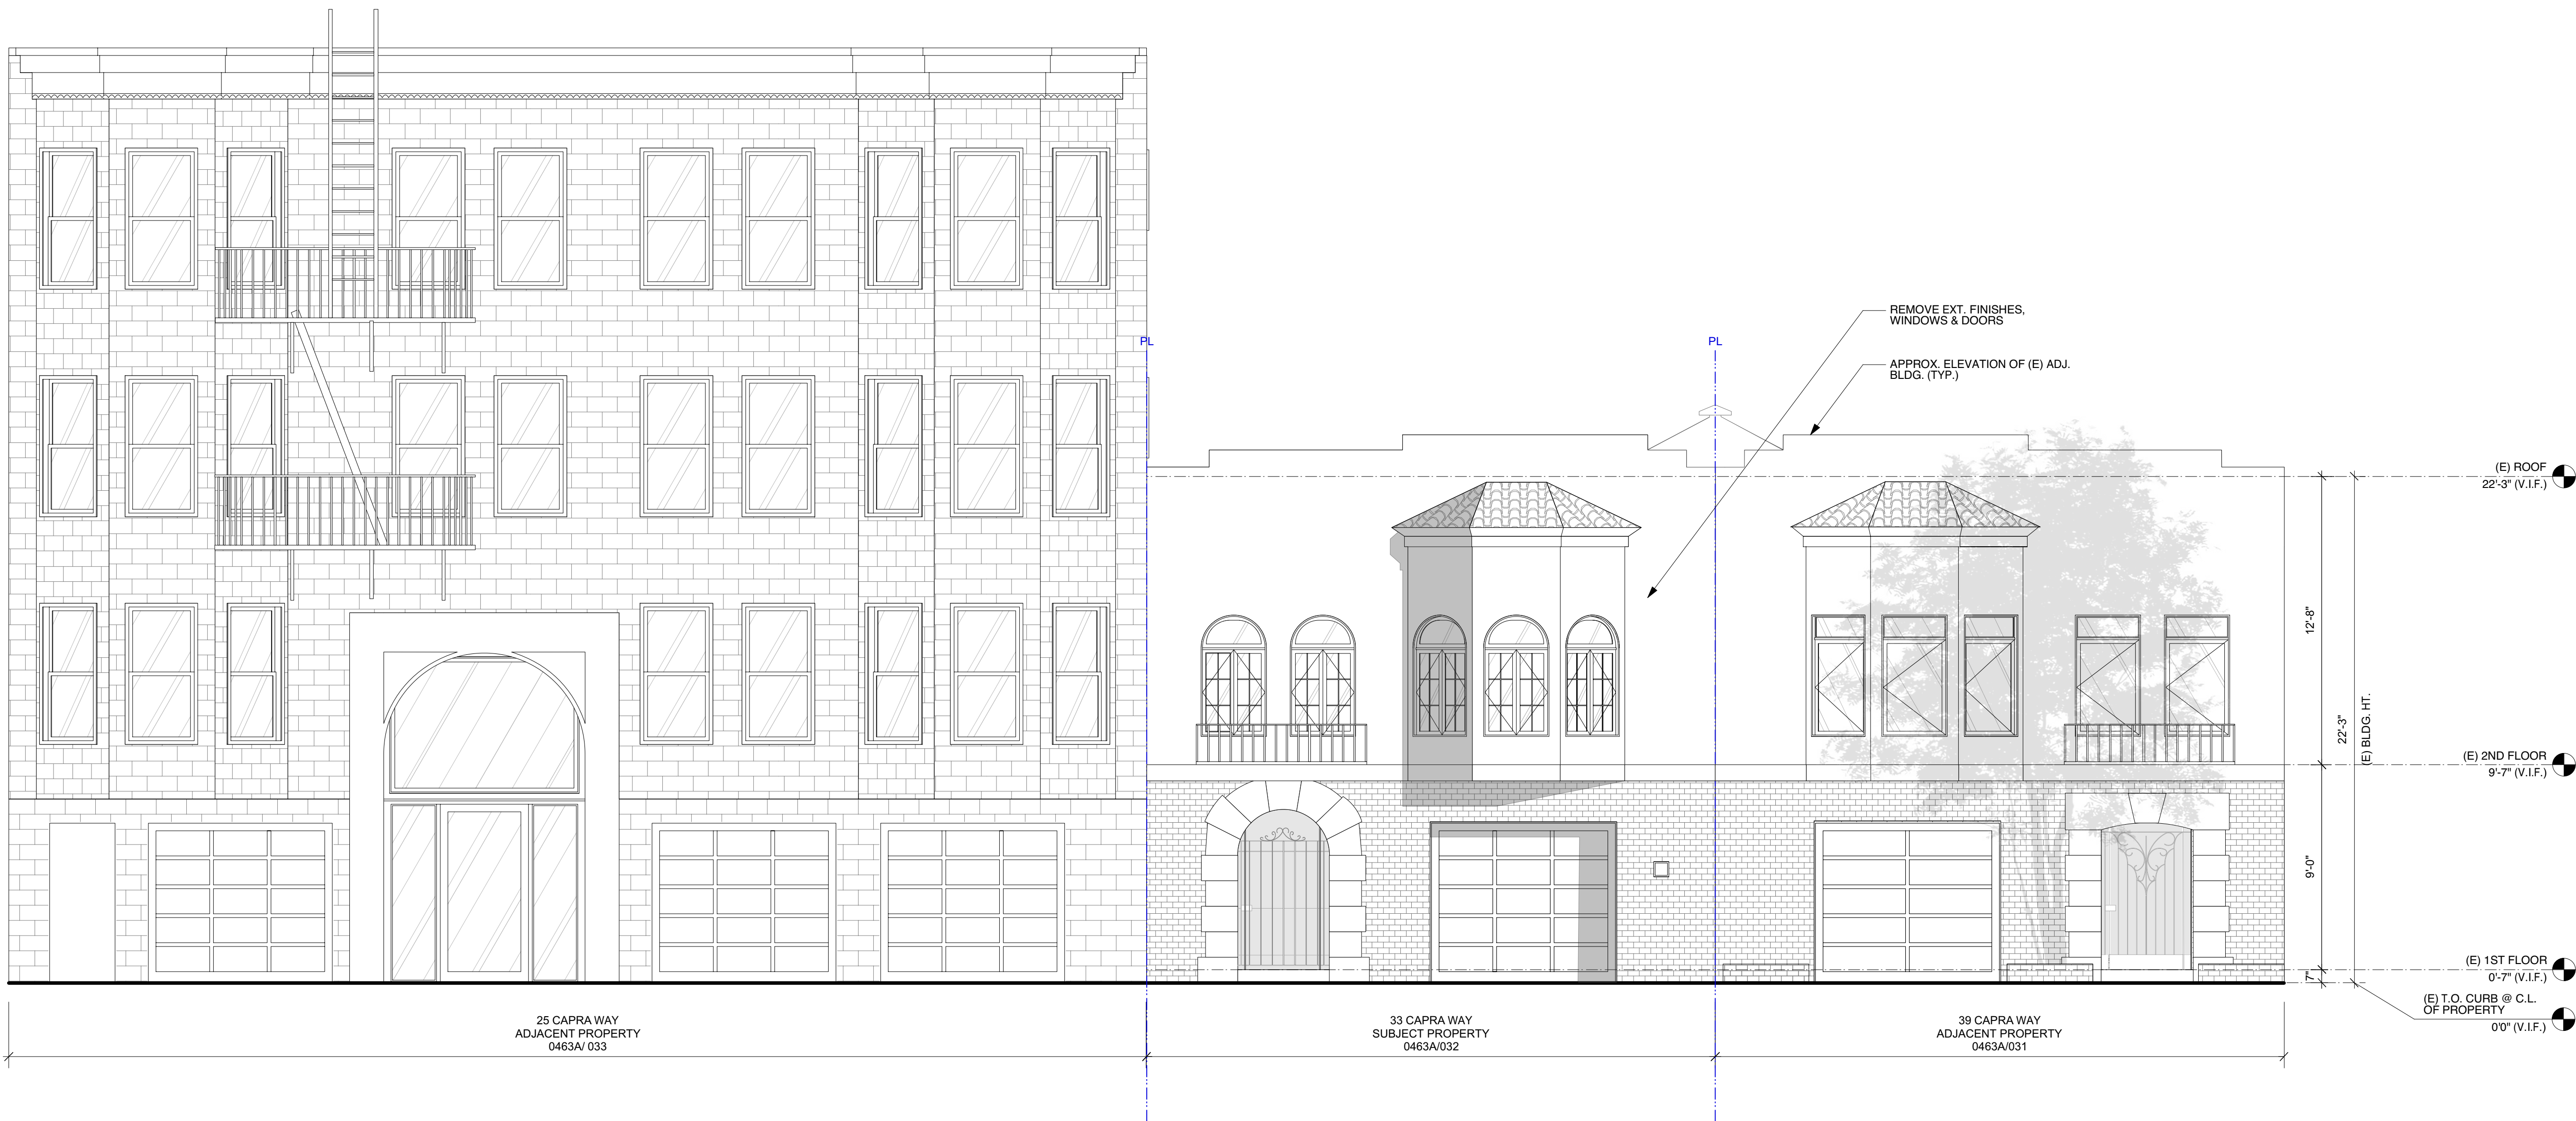 REMOVE EXT. FINISHES,
WINDOWS & DOORS
PL
PL
APPROX. ELEVATION OF (E) ADJ.
BLDG. (TYP.)
(E) ROOF
22'-3" (V.I.F.)
12'-8"
22'-3"
(E) BLDG. HT.
(E) 2ND FLOOR
9'-7" (V.I.F.)
9'-0"
(E) 1ST FLOOR
0'-7" (V.I.F.)
7"
(E) T.O. CURB @ C.L.
OF PROPERTY
0'0" (V.I.F.)
25 CAPRA WAY
ADJACENT PROPERTY
0463A/ 033
33 CAPRA WAY
SUBJECT PROPERTY
0463A/032
39 CAPRA WAY
ADJACENT PROPERTY
0463A/031